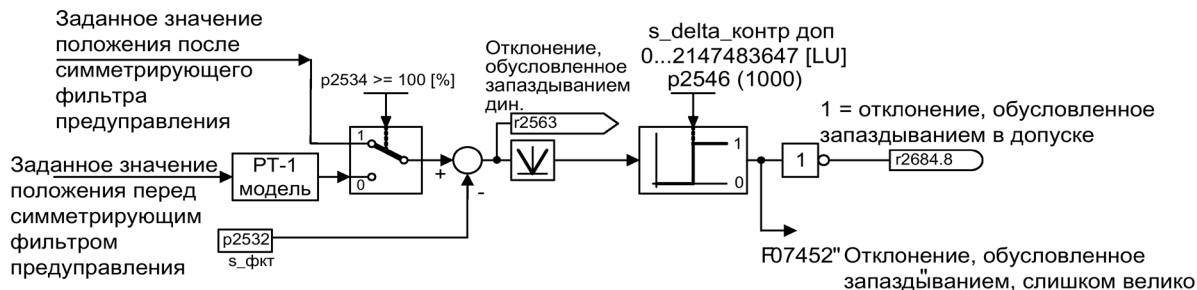 Заданное значение
положения после
симметрирующего
фильтра
предуправления
p2534 >= 100 [%]
Отклонение,
обусловленное
запаздыванием
дин.
r2563
s_delta_контр доп
0...2147483647 [LU]
p2546 (1000)
1 = отклонение, обусловленное
запаздыванием в допуске
r2684.8
1
0
+
-
1
0
1
Заданное значение
положения перед
симметрирующим
фильтром
предуправления
PT-1
модель
p2532
s_фкт
F07452" Отклонение, обусловленное
запаздыванием, слишком велико"